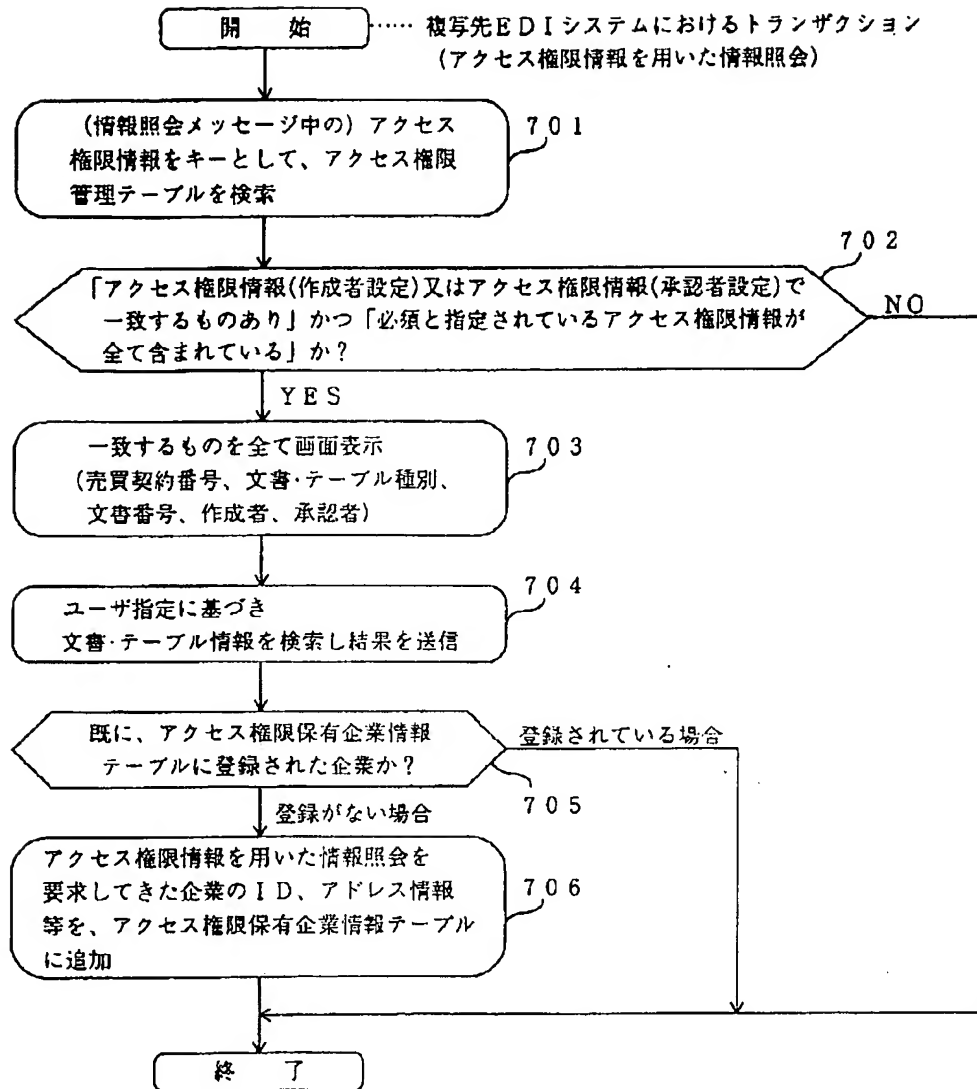 開　始 …… 複写先EDIシステムにおけるトランザクション
(アクセス権限情報を用いた情報照会)
(情報照会メッセージ中の) アクセス
権限情報をキーとして、アクセス権限
管理テーブルを検索
701
702
「アクセス権限情報(作成者設定)又はアクセス権限情報(承認者設定)で
一致するものあり」かつ「必須と指定されているアクセス権限情報が
全て含まれている」か？
NO
YES
一致するものを全て画面表示
(売買契約番号、文書・テーブル種別、
文書番号、作成者、承認者)
703
ユーザ指定に基づき
文書・テーブル情報を検索し結果を送信
704
既に、アクセス権限保有企業情報
テーブルに登録された企業か？
登録されている場合
705
登録がない場合
アクセス権限情報を用いた情報照会を
要求してきた企業のID、アドレス情報
等を、アクセス権限保有企業情報テーブル
に追加
706
終　了